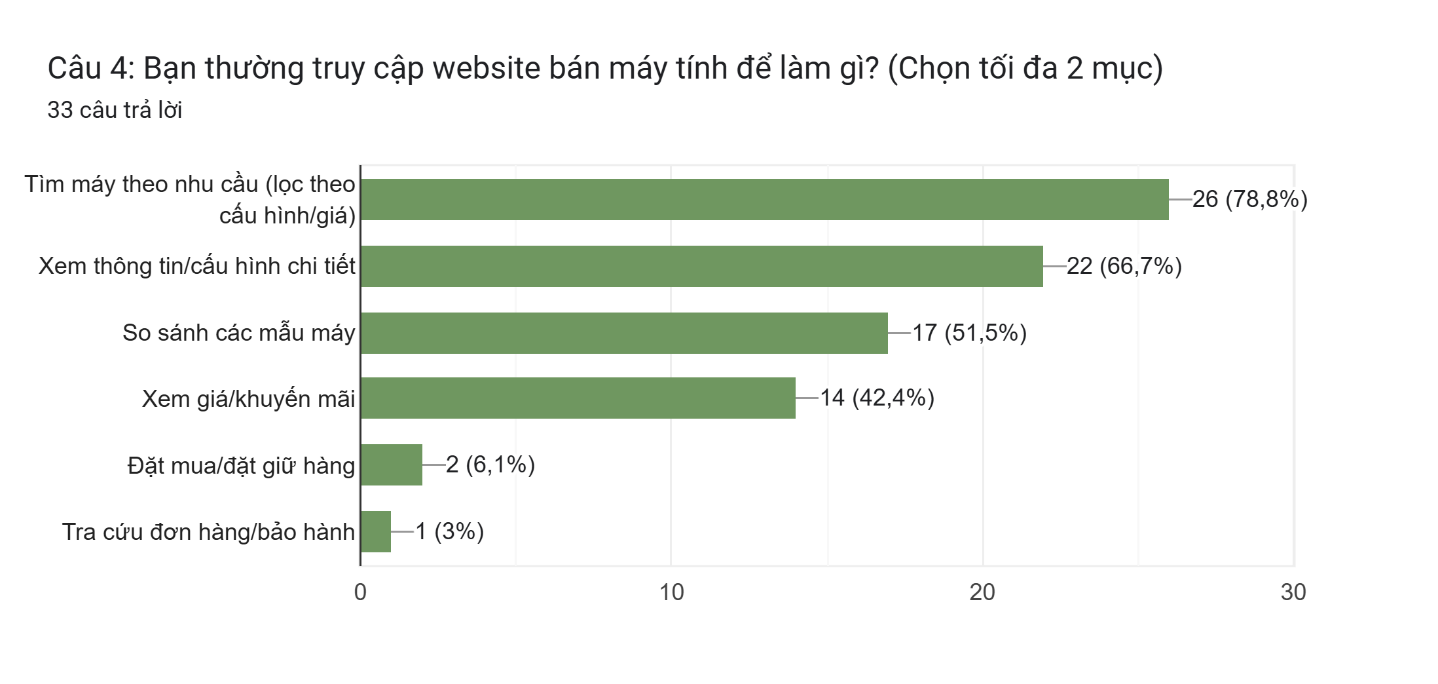 Câu 4: Bạn thường truy cập website bán máy tính để làm gì? (Chọn tối đa 2 mục)
33 câu trả lời
Tìm máy theo nhu cầu (lọc theo
cấu hình/giá)
26 (78,8%)
Xem thông tin/cấu hình chi tiết
22 (66,7%)
So sánh các mẫu máy
17 (51,5%)
Xem giá/khuyến mãi
14 (42,4%)
Đặt mua/đặt giữ hàng
2 (6,1%)
Tra cứu đơn hàng/bảo hành
1 (3%)
0
10
20
30